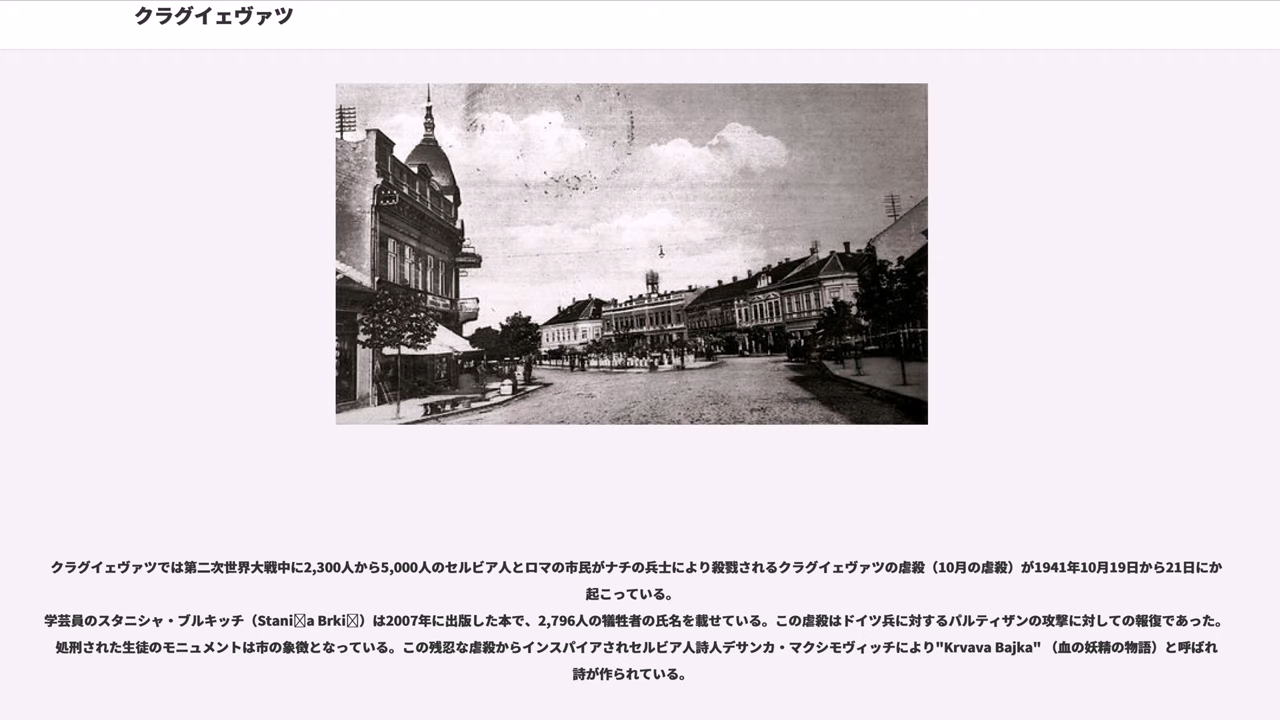 クラグイェヴァツ
クラグイェヴァツでは第二次世界大戦中に2,300人から5,000人のセルビア人とロマの市民がナチの兵士により殺戮されるクラグイェヴァツの虐殺（10月の虐殺）が1941年10月19日から21日にか
起こっている。
学芸員のスタニシャ・ブルキッチ（Stani□a Brki□）は2007年に出版した本で、2,796人の犠牲者の氏名を載せている。この虐殺はドイツ兵に対するパルティザンの攻撃に対しての報復であった。
処刑された生徒のモニュメントは市の象徴となっている。この残忍な虐殺からインスパイアされセルビア人詩人デサンカ・マクシモヴィッチにより"Krvava Bajka" （血の妖精の物語）と呼ばれ
詩が作られている。